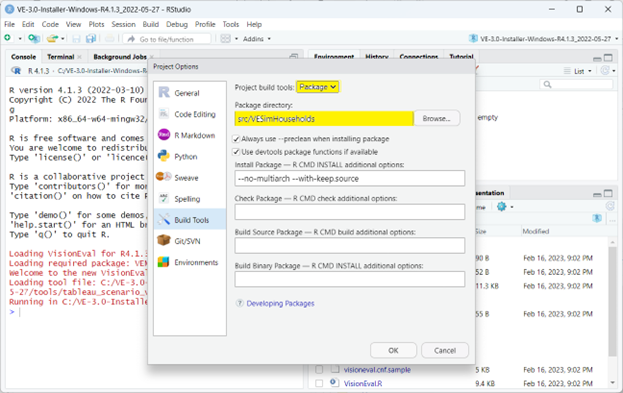 VE-3.0-Installer-Windows-R4.1.3_2022-05-27 - RStudio
File Edit Code View Plots Session Build Debug Profile Tools Help
Go to file/function Addins VE-3.0-Installer-Windows-R4.1.3_2022-05-27
Console Terminal Background Jobs
R 4.1.3 · C:/VE-3.0-Installer-Windows-R
R version 4.1.3 (2022-03-10)
Copyright (C) 2022 The R Foun
g
Platform: x86_64-w64-mingw32/
R is free software and comes
You are welcome to redistribu
Type 'license()' or 'licence(
R is a collaborative project
Type 'contributors()' for mor
'citation()' on how to cite R
Type 'demo()' for some demos,
'help.start()' for an HTML br
Type 'q()' to quit R.
Loading VisionEval for R4.1.3
Loading required package: VEM
Welcome to the new VisionEval
Loading tool file: C:/VE-3.0-
5-27/tools/tableau_scenario_v
Running in C:/VE-3.0-Installe
>
Project Options
General
Code Editing
R Markdown
Python
Sweave
Spelling
Build Tools
Git/SVN
Environments
Project build tools: Package
Package directory:
src/VESimHouseholds Browse...
Always use --preclean when installing package
Use devtools package functions if available
Install Package — R CMD INSTALL additional options:
--no-multiarch --with-keep.source
Check Package — R CMD check additional options:
Build Source Package — R CMD build additional options:
Build Binary Package — R CMD INSTALL additional options:
Developing Packages
OK Cancel
Environment History Connections Tutorial
List
empty
sentation
me
Size Modified
90 B Feb 16, 2023, 9:02 PM
92 B Feb 16, 2023, 9:02 PM
11.3 KB Feb 16, 2023, 9:02 PM
55 B Feb 16, 2023, 9:02 PM
Feb 16, 2023, 9:02 PM
Feb 16, 2023, 9:02 PM
Feb 16, 2023, 9:02 PM
visioneval.cnf.sample Feb 16, 2023, 9:02 PM
VisionEval.R 9.4 KB Feb 16, 2023, 9:02 PM